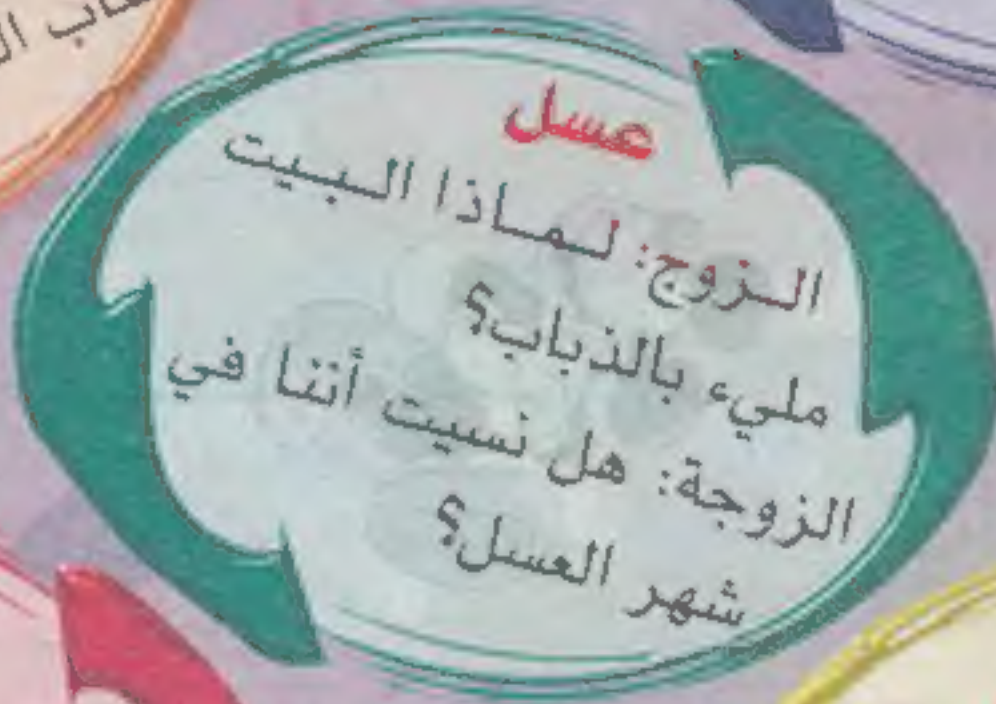 عسل
الزوج: لماذا البيت
مليء بالذباب؟
الزوجة: هل نسيت أننا في
شهر العسل؟